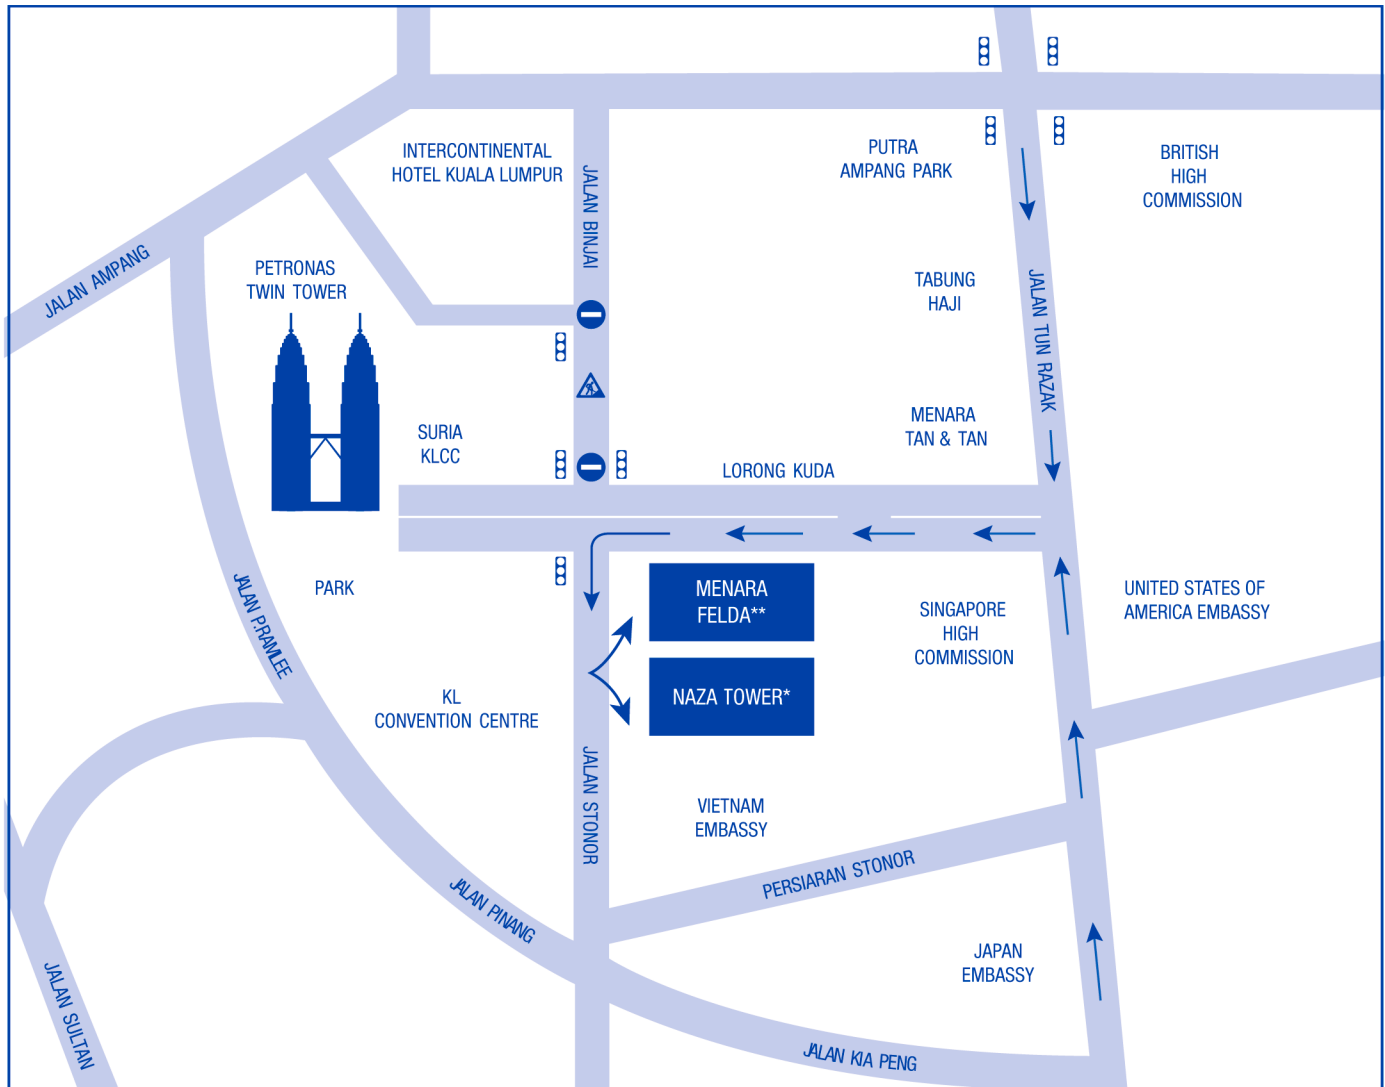 INTERCONTINENTAL
HOTEL KUALA LUMPUR
JALAN BINJAI
PUTRA
AMPANG PARK
BRITISH
HIGH
COMMISSION
JALAN AMPANG
PETRONAS
TWIN TOWER
TABUNG
HAJI
JALAN TUN RAZAK
SURIA
KLCC
MENARA
TAN & TAN
LORONG KUDA
PARK
JALAN P.RAMLEE
MENARA
FELDA**
SINGAPORE
HIGH
COMMISSION
UNITED STATES OF
AMERICA EMBASSY
KL
CONVENTION CENTRE
NAZA TOWER*
JALAN STONOR
VIETNAM
EMBASSY
PERSIARAN STONOR
JALAN PINANG
JAPAN
EMBASSY
JALAN SULTAN
JALAN KIA PENG